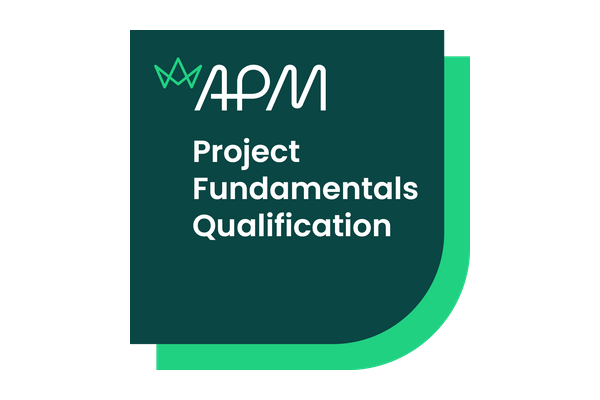 APM
Project
Fundamentals
Qualification